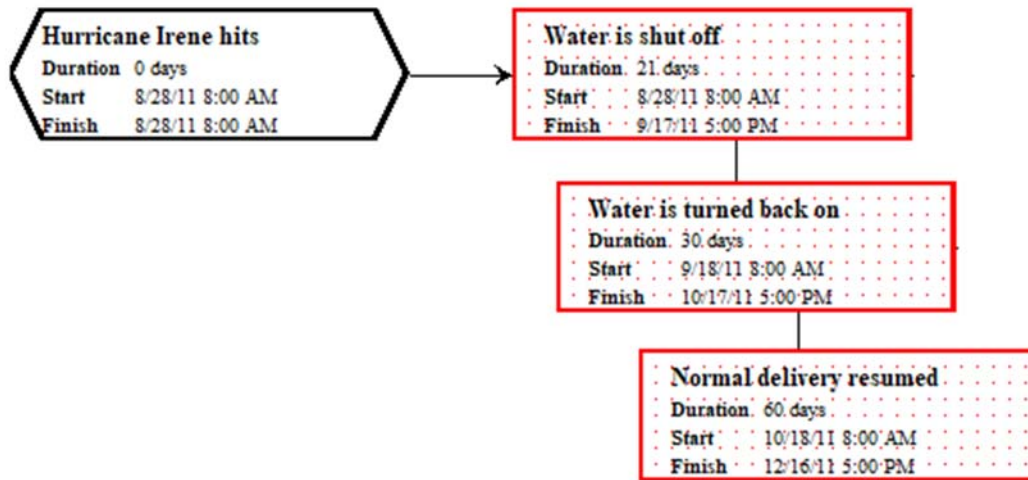 Hurricane Irene hits
Duration 0 days
Start 8/28/11 8:00 AM
Finish 8/28/11 8:00 AM
Water is shut off
Duration 21 days
Start 8/28/11 8:00 AM
Finish 9/17/11 5:00 PM
Water is turned back on
Duration 30 days
Start 9/18/11 8:00 AM
Finish 10/17/11 5:00 PM
Normal delivery resumed
Duration 60 days
Start 10/18/11 8:00 AM
Finish 12/16/11 5:00 PM